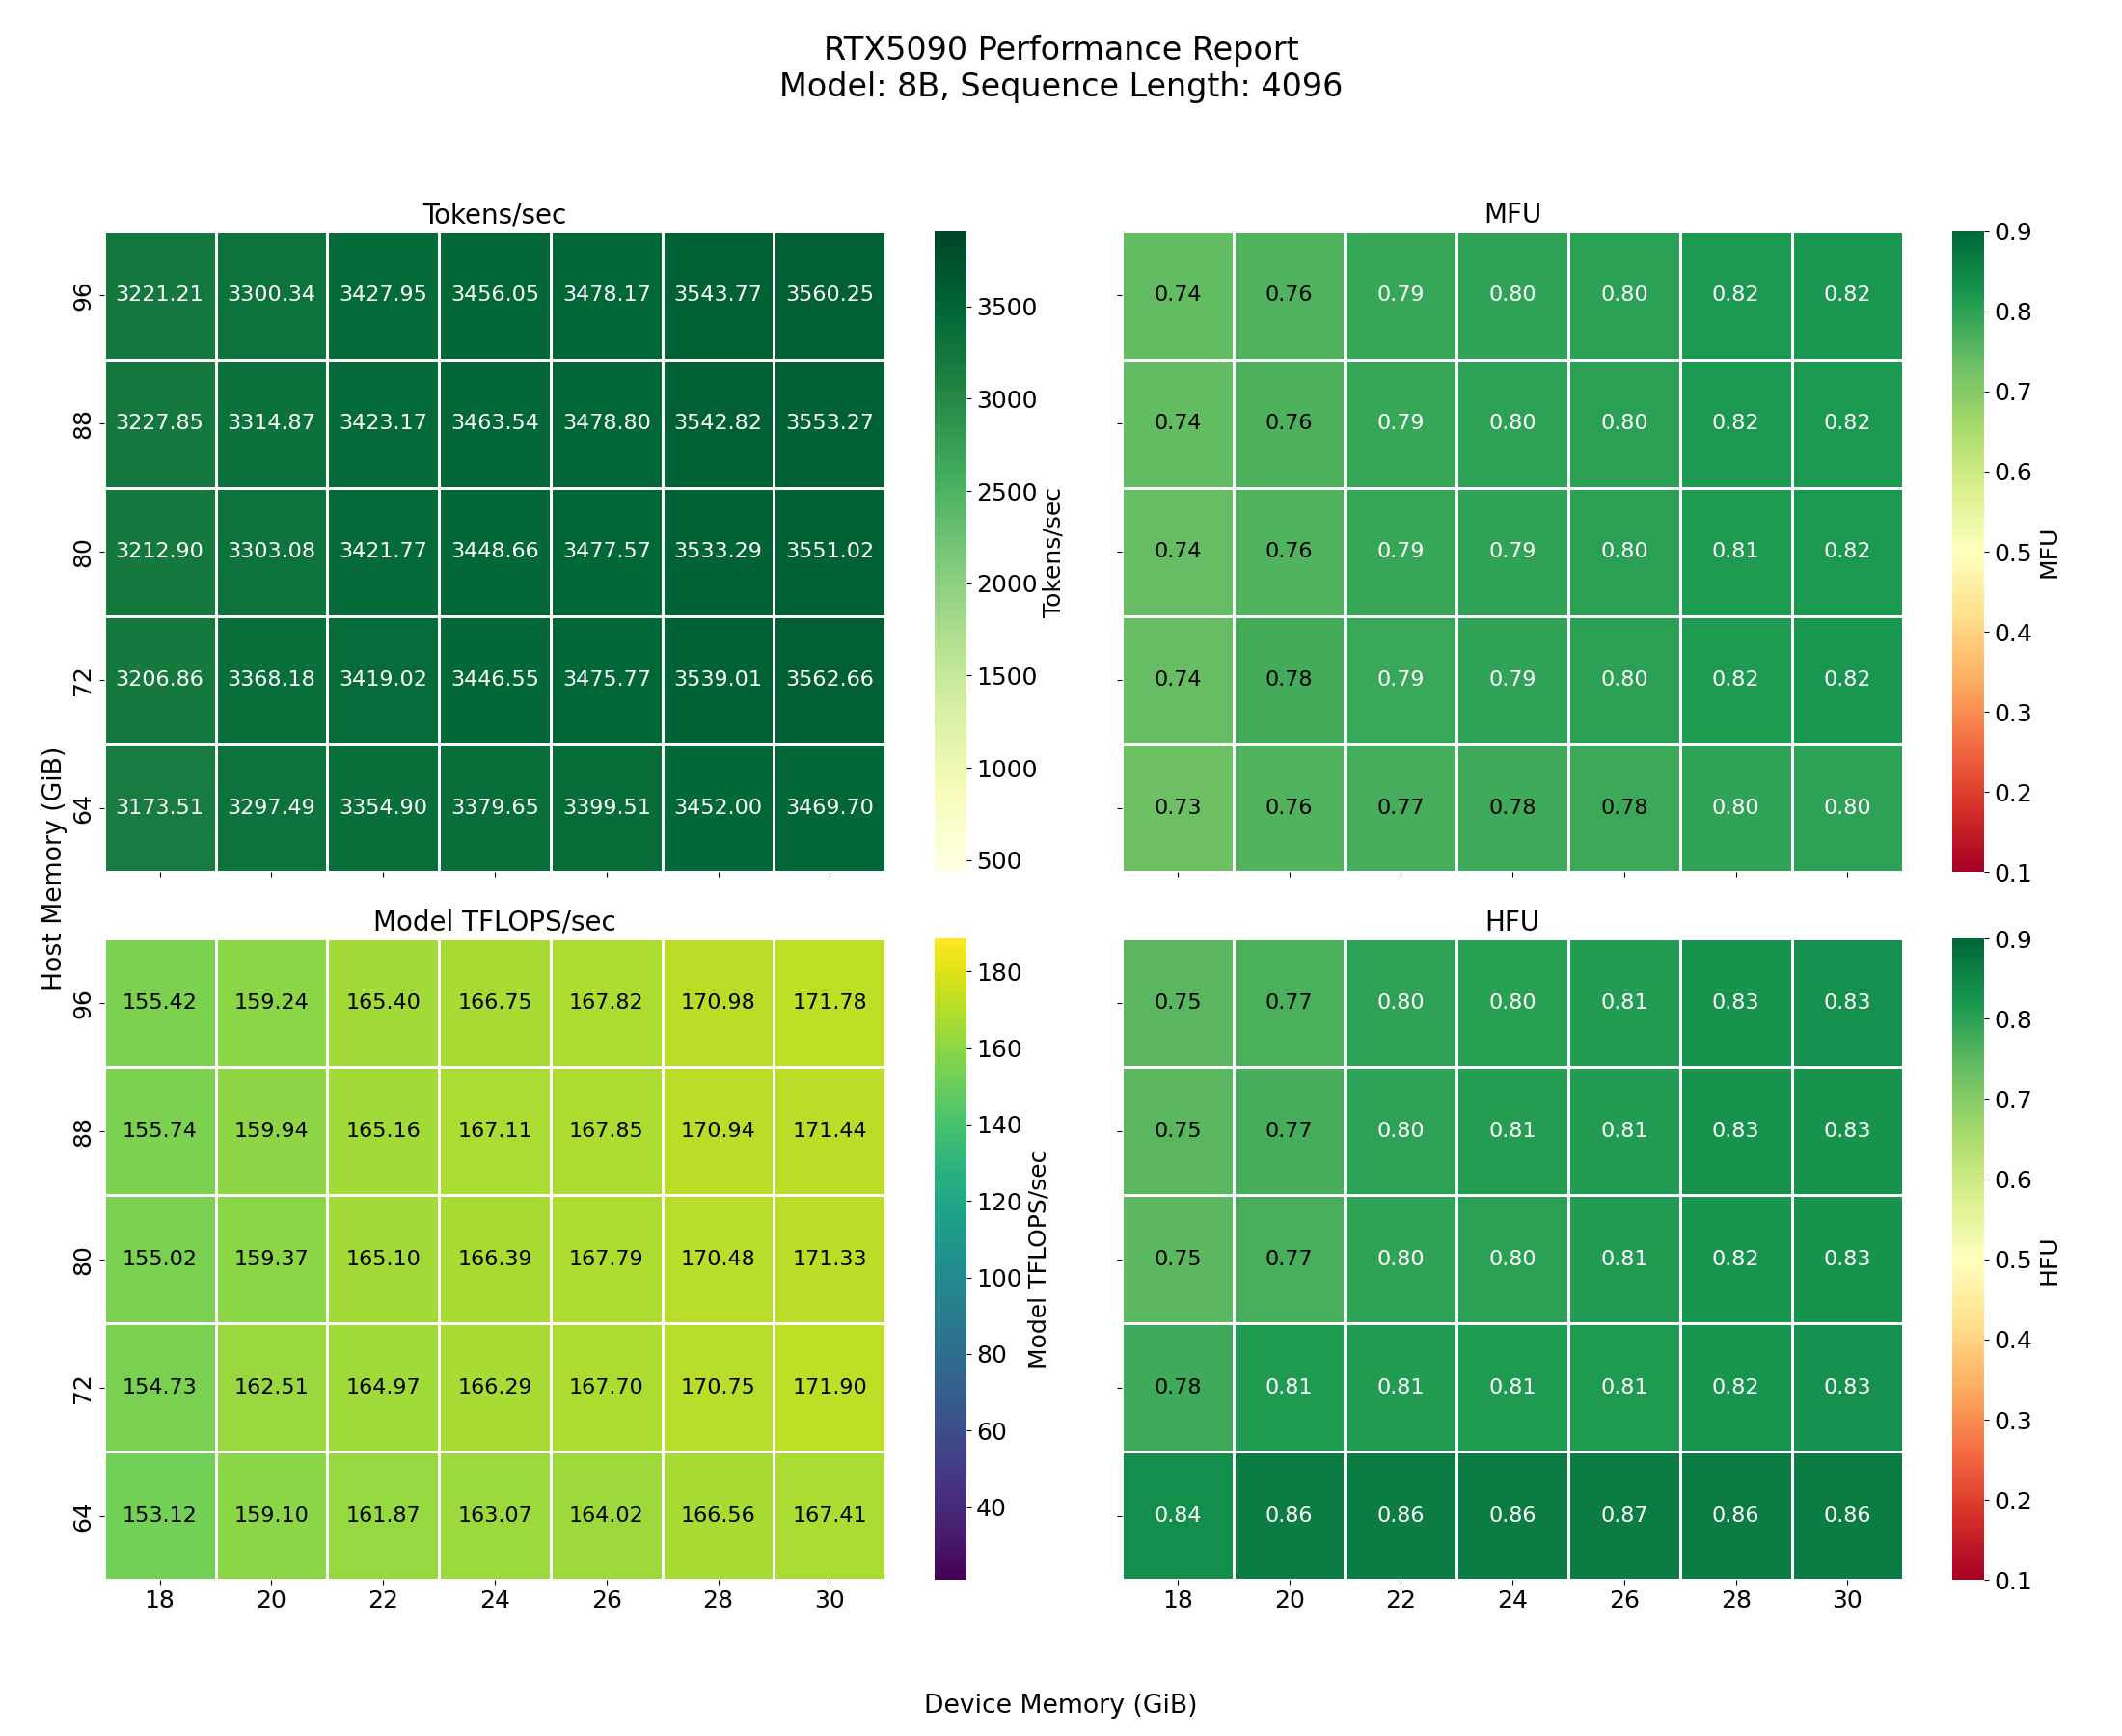 RTX5090 Performance Report
Model: 8B, Sequence Length: 4096
Tokens/sec
96 3221.21 3300.34 3427.95 3456.05 3478.17 3543.77 3560.25
88 3227.85 3314.87 3423.17 3463.54 3478.80 3542.82 3553.27
80 3212.90 3303.08 3421.77 3448.66 3477.57 3533.29 3551.02
72 3206.86 3368.18 3419.02 3446.55 3475.77 3539.01 3562.66
64 3173.51 3297.49 3354.90 3379.65 3399.51 3452.00 3469.70
3500
3000
2500
2000
1500
1000
500
Tokens/sec
MFU
0.74 0.76 0.79 0.80 0.80 0.82 0.82
0.74 0.76 0.79 0.80 0.80 0.82 0.82
0.74 0.76 0.79 0.79 0.80 0.81 0.82
0.74 0.78 0.79 0.79 0.80 0.82 0.82
0.73 0.76 0.77 0.78 0.78 0.80 0.80
0.9
0.8
0.7
0.6
0.5
0.4
0.3
0.2
0.1
MFU
Host Memory (GiB)
Model TFLOPS/sec
96 155.42 159.24 165.40 166.75 167.82 170.98 171.78
88 155.74 159.94 165.16 167.11 167.85 170.94 171.44
80 155.02 159.37 165.10 166.39 167.79 170.48 171.33
72 154.73 162.51 164.97 166.29 167.70 170.75 171.90
64 153.12 159.10 161.87 163.07 164.02 166.56 167.41
18 20 22 24 26 28 30
180
160
140
120
100
80
60
40
Model TFLOPS/sec
HFU
0.75 0.77 0.80 0.80 0.81 0.83 0.83
0.75 0.77 0.80 0.81 0.81 0.83 0.83
0.75 0.77 0.80 0.80 0.81 0.82 0.83
0.78 0.81 0.81 0.81 0.81 0.82 0.83
0.84 0.86 0.86 0.86 0.87 0.86 0.86
18 20 22 24 26 28 30
0.9
0.8
0.7
0.6
0.5
0.4
0.3
0.2
0.1
HFU
Device Memory (GiB)